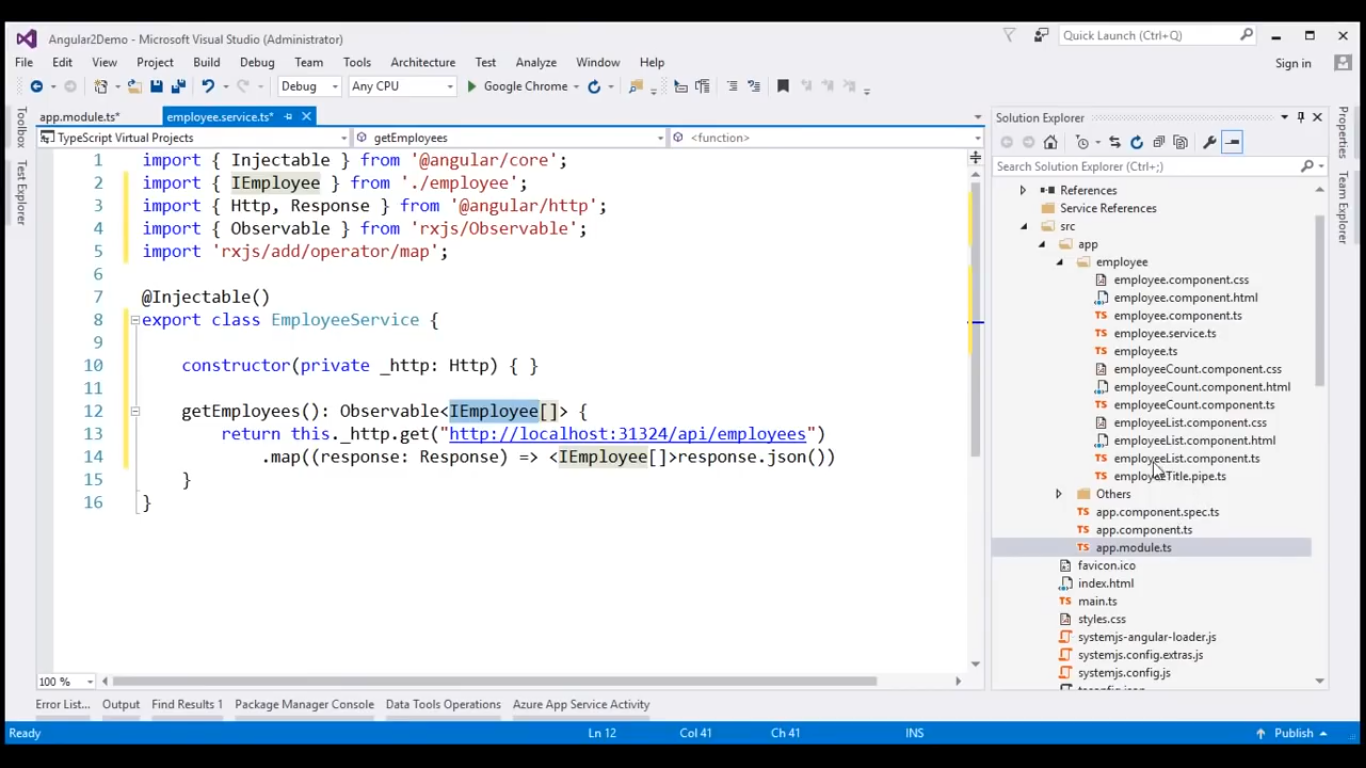 Angular2Demo - Microsoft Visual Studio (Administrator)
Quick Launch (Ctrl+Q)
File Edit View Project Build Debug Team Tools Architecture Test Analyze Window Help
Sign in
Debug Any CPU Google Chrome
app.module.ts* employee.service.ts*
TypeScript Virtual Projects getEmployees <function>
Toolbox
Test Explorer
1 import { Injectable } from '@angular/core';
2 import { IEmployee } from './employee';
3 import { Http, Response } from '@angular/http';
4 import { Observable } from 'rxjs/Observable';
5 import 'rxjs/add/operator/map';
6
7 @Injectable()
8 export class EmployeeService {
9
10 constructor(private _http: Http) { }
11
12 getEmployees(): Observable<IEmployee[]> {
13 return this._http.get("http://localhost:31324/api/employees")
14 .map((response: Response) => <IEmployee[]>response.json())
15 }
16 }
100 %
Solution Explorer
Search Solution Explorer (Ctrl+;)
References
Service References
src
app
employee
employee.component.css
employee.component.html
employee.component.ts
employee.service.ts
employee.ts
employeeCount.component.css
employeeCount.component.html
employeeCount.component.ts
employeeList.component.css
employeeList.component.html
employeeList.component.ts
employeeTitle.pipe.ts
Others
app.component.spec.ts
app.component.ts
app.module.ts
favicon.ico
index.html
main.ts
styles.css
systemjs-angular-loader.js
systemjs.config.extras.js
systemjs.config.js
Properties
Team Explorer
Error List... Output Find Results 1 Package Manager Console Data Tools Operations Azure App Service Activity
Ready Ln 12 Col 41 Ch 41 INS Publish